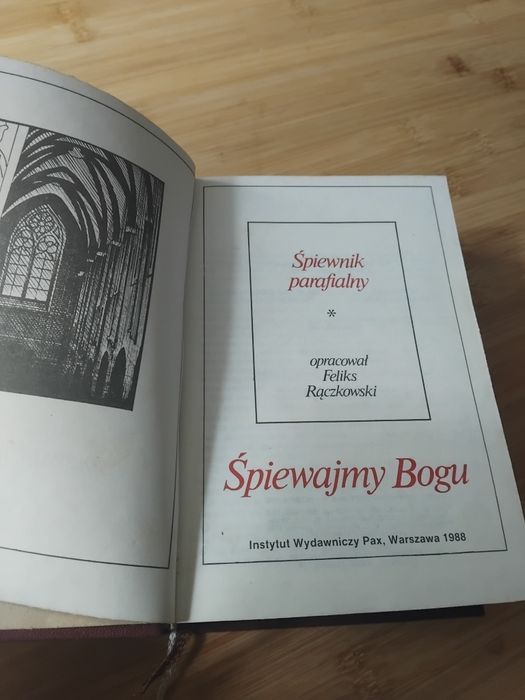 Śpiewnik
parafialny
*
opracował
Feliks
Rączkowski
Śpiewajmy Bogu
Instytut Wydawniczy Pax, Warszawa 1988